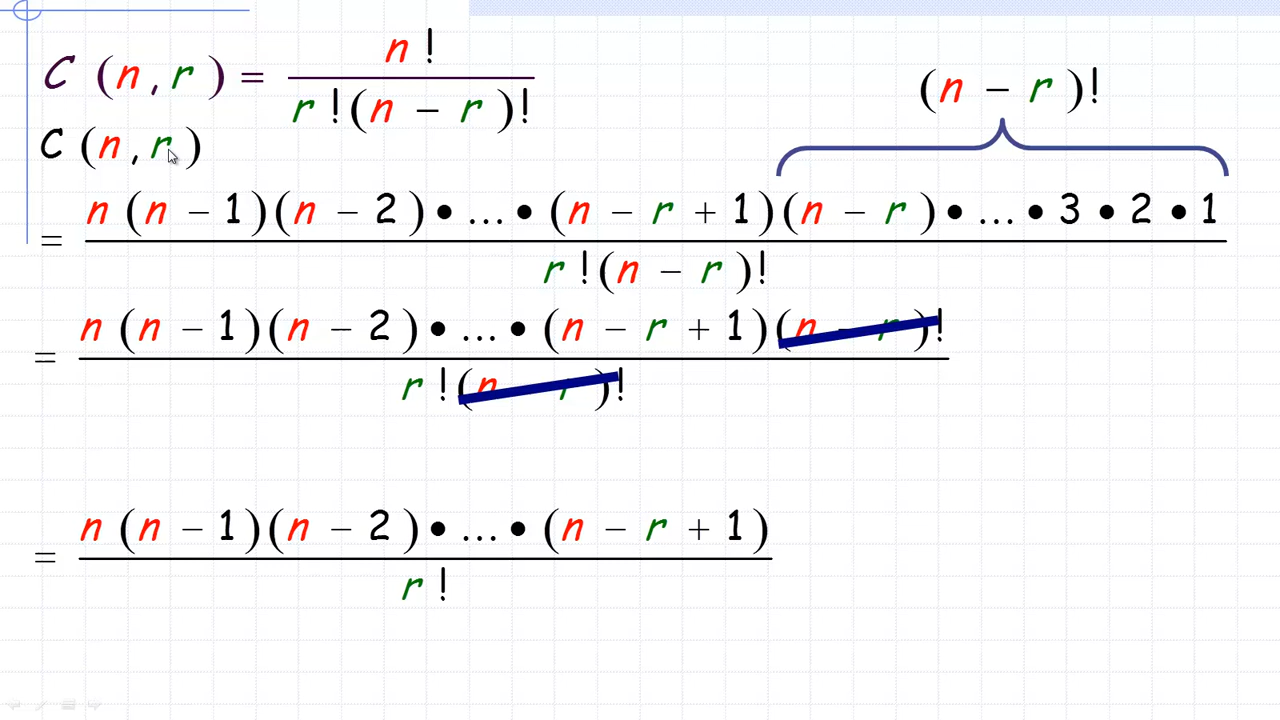 C (n, r) = n! / r!(n − r)!
(n − r)!
C (n, r)
= n(n − 1)(n − 2) • ... • (n − r + 1)(n − r) • ... • 3 • 2 • 1 / r!(n − r)!
= n(n − 1)(n − 2) • ... • (n − r + 1)(n − r)! / r!(n − r)!
= n(n − 1)(n − 2) • ... • (n − r + 1) / r!